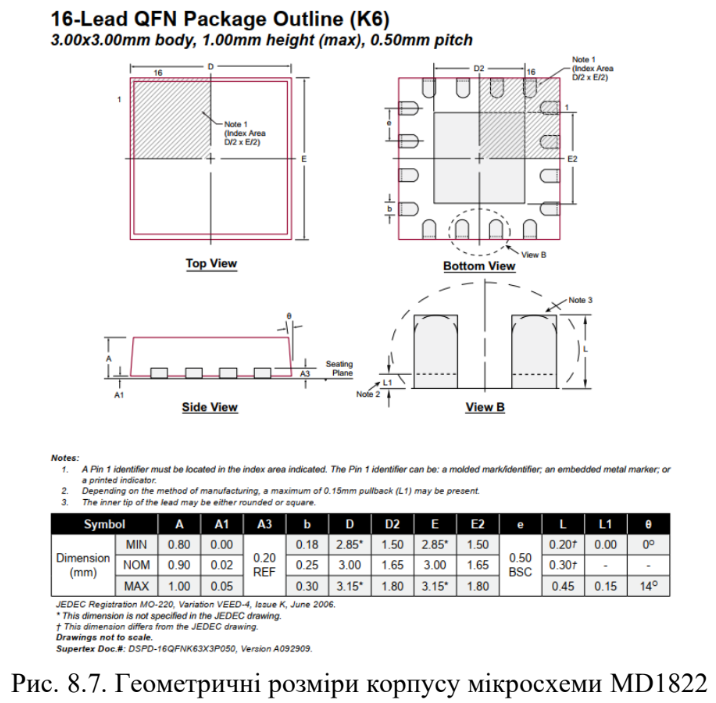 16-Lead QFN Package Outline (K6)
3.00x3.00mm body, 1.00mm height (max), 0.50mm pitch
D
16
1
Note 1
(Index Area
D/2 x E/2)
E
Top View
D2
16
Note 1
(Index Area
D/2 x E/2)
1
e
b
E2
View B
Bottom View
θ
A
A1
A3
Seating
Plane
Side View
Note 3
L
L1
Note 2
View B
Notes:
1. A Pin 1 identifier must be located in the index area indicated. The Pin 1 identifier can be: a molded mark/identifier; an embedded metal marker; or
a printed indicator.
2. Depending on the method of manufacturing, a maximum of 0.15mm pullback (L1) may be present.
3. The inner tip of the lead may be either rounded or square.
Symbol A A1 A3 b D D2 E E2 e L L1 θ
Dimension (mm) MIN 0.80 0.00 0.20 REF 0.18 2.85* 1.50 2.85* 1.50 0.50 BSC 0.20† 0.00 0º
NOM 0.90 0.02 0.25 3.00 1.65 3.00 1.65 0.30† - -
MAX 1.00 0.05 0.30 3.15* 1.80 3.15* 1.80 0.45 0.15 14º
JEDEC Registration MO-220, Variation VEED-4, Issue K, June 2006.
* This dimension is not specified in the JEDEC drawing.
† This dimension differs from the JEDEC drawing.
Drawings not to scale.
Supertex Doc.#: DSPD-16QFNK63X3P050, Version A092909.
Рис. 8.7. Геометричні розміри корпусу мікросхеми MD1822